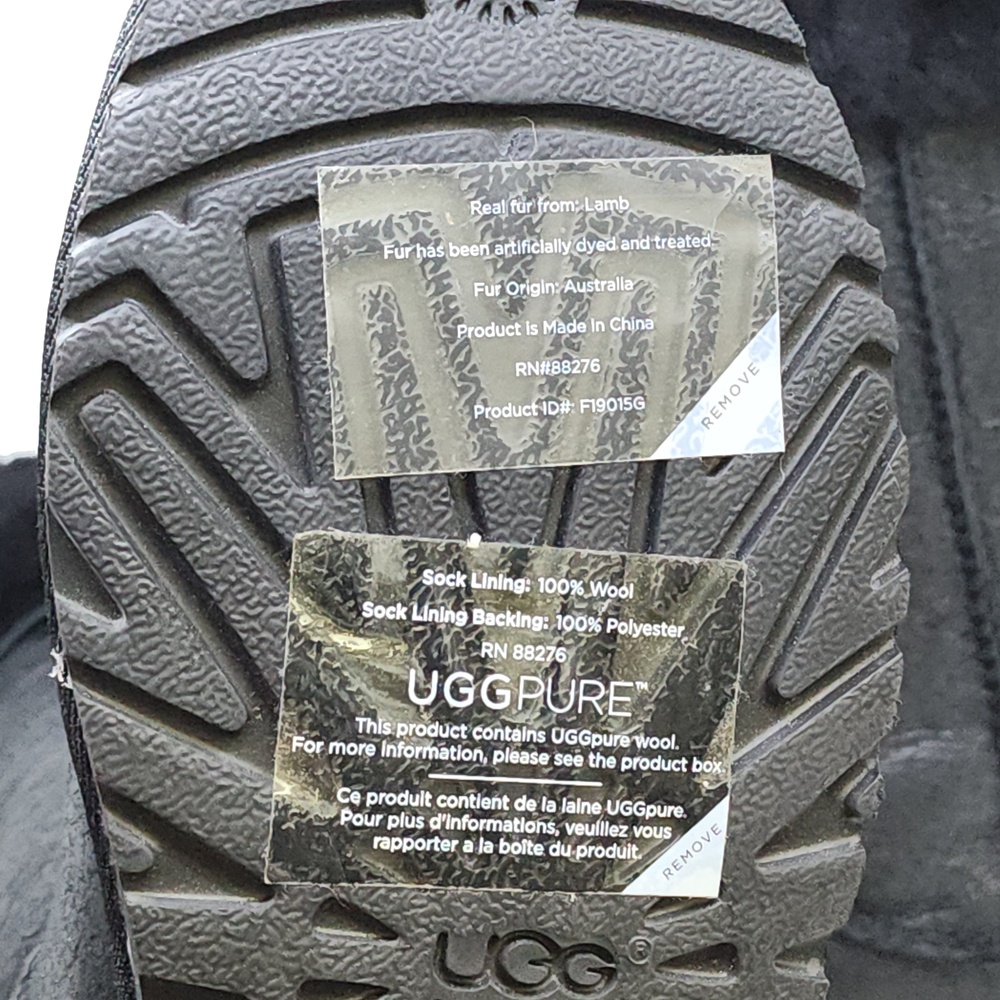 Real fur from: Lamb
Fur has been artificially dyed and treated.
Fur Origin: Australia
Product is Made In China
RN#88276
Product ID#: F19015G
REMOVE
Sock Lining: 100% Wool
Sock Lining Backing: 100% Polyester
RN 88276
UGGPURE™
This product contains UGGpure wool.
For more information, please see the product box.
Ce produit contient de la laine UGGpure.
Pour plus d'informations, veuillez vous
rapporter a la boîte du produit.
REMOVE
UGG®